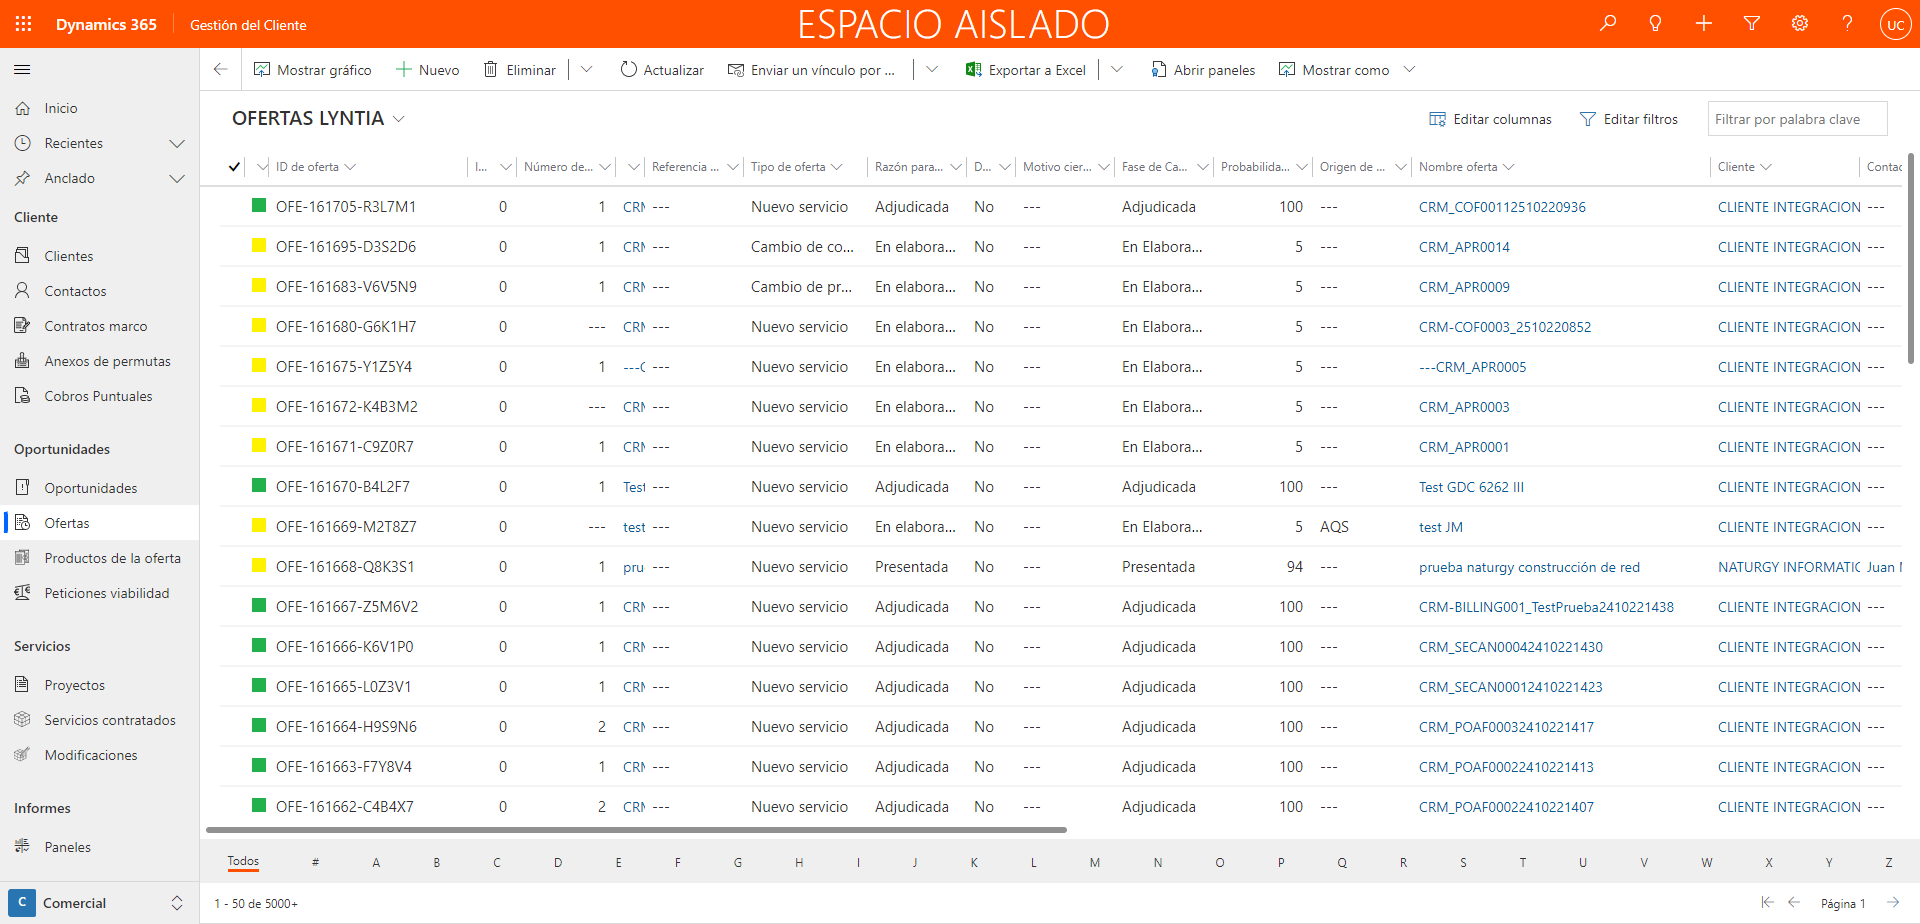 Dynamics 365 Gestión del Cliente ESPACIO AISLADO UC
Mostrar gráfico Nuevo Eliminar Actualizar Enviar un vínculo por ... Exportar a Excel Abrir paneles Mostrar como
Inicio
Recientes
Anclado
Cliente
Clientes
Contactos
Contratos marco
Anexos de permutas
Cobros Puntuales
Oportunidades
Oportunidades
Ofertas
Productos de la oferta
Peticiones viabilidad
Servicios
Proyectos
Servicios contratados
Modificaciones
Informes
Paneles
C Comercial
OFERTAS LYNTIA Editar columnas Editar filtros Filtrar por palabra clave
ID de oferta I... Número de... Referencia ... Tipo de oferta Razón para... D... Motivo cier... Fase de Ca... Probabilida... Origen de ... Nombre oferta Cliente Contac
OFE-161705-R3L7M1 0 1 CRM --- Nuevo servicio Adjudicada No --- Adjudicada 100 --- CRM_COF00112510220936 CLIENTE INTEGRACION ---
OFE-161695-D3S2D6 0 1 CRM --- Cambio de co... En elabora... No --- En Elabora... 5 --- CRM_APR0014 CLIENTE INTEGRACION ---
OFE-161683-V6V5N9 0 1 CRM --- Cambio de pr... En elabora... No --- En Elabora... 5 --- CRM_APR0009 CLIENTE INTEGRACION ---
OFE-161680-G6K1H7 0 --- CRM --- Nuevo servicio En elabora... No --- En Elabora... 5 --- CRM-COF0003_2510220852 CLIENTE INTEGRACION ---
OFE-161675-Y1Z5Y4 0 1 ---C --- Nuevo servicio En elabora... No --- En Elabora... 5 --- ---CRM_APR0005 CLIENTE INTEGRACION ---
OFE-161672-K4B3M2 0 --- CRM --- Nuevo servicio En elabora... No --- En Elabora... 5 --- CRM_APR0003 CLIENTE INTEGRACION ---
OFE-161671-C9Z0R7 0 1 CRM --- Nuevo servicio En elabora... No --- En Elabora... 5 --- CRM_APR0001 CLIENTE INTEGRACION ---
OFE-161670-B4L2F7 0 1 Test --- Nuevo servicio Adjudicada No --- Adjudicada 100 --- Test GDC 6262 III CLIENTE INTEGRACION ---
OFE-161669-M2T8Z7 0 --- test --- Nuevo servicio En elabora... No --- En Elabora... 5 AQS test JM CLIENTE INTEGRACION ---
OFE-161668-Q8K3S1 0 1 pru --- Nuevo servicio Presentada No --- Presentada 94 --- prueba naturgy construcción de red NATURGY INFORMATIC Juan M
OFE-161667-Z5M6V2 0 1 CRM --- Nuevo servicio Adjudicada No --- Adjudicada 100 --- CRM-BILLING001_TestPrueba2410221438 CLIENTE INTEGRACION ---
OFE-161666-K6V1P0 0 1 CRM --- Nuevo servicio Adjudicada No --- Adjudicada 100 --- CRM_SECAN00042410221430 CLIENTE INTEGRACION ---
OFE-161665-L0Z3V1 0 1 CRM --- Nuevo servicio Adjudicada No --- Adjudicada 100 --- CRM_SECAN00012410221423 CLIENTE INTEGRACION ---
OFE-161664-H9S9N6 0 2 CRM --- Nuevo servicio Adjudicada No --- Adjudicada 100 --- CRM_POAF00032410221417 CLIENTE INTEGRACION ---
OFE-161663-F7Y8V4 0 1 CRM --- Nuevo servicio Adjudicada No --- Adjudicada 100 --- CRM_POAF00022410221413 CLIENTE INTEGRACION ---
OFE-161662-C4B4X7 0 2 CRM --- Nuevo servicio Adjudicada No --- Adjudicada 100 --- CRM_POAF00022410221407 CLIENTE INTEGRACION ---
Todos # A B C D E F G H I J K L M N O P Q R S T U V W X Y Z
1 - 50 de 5000+ Página 1